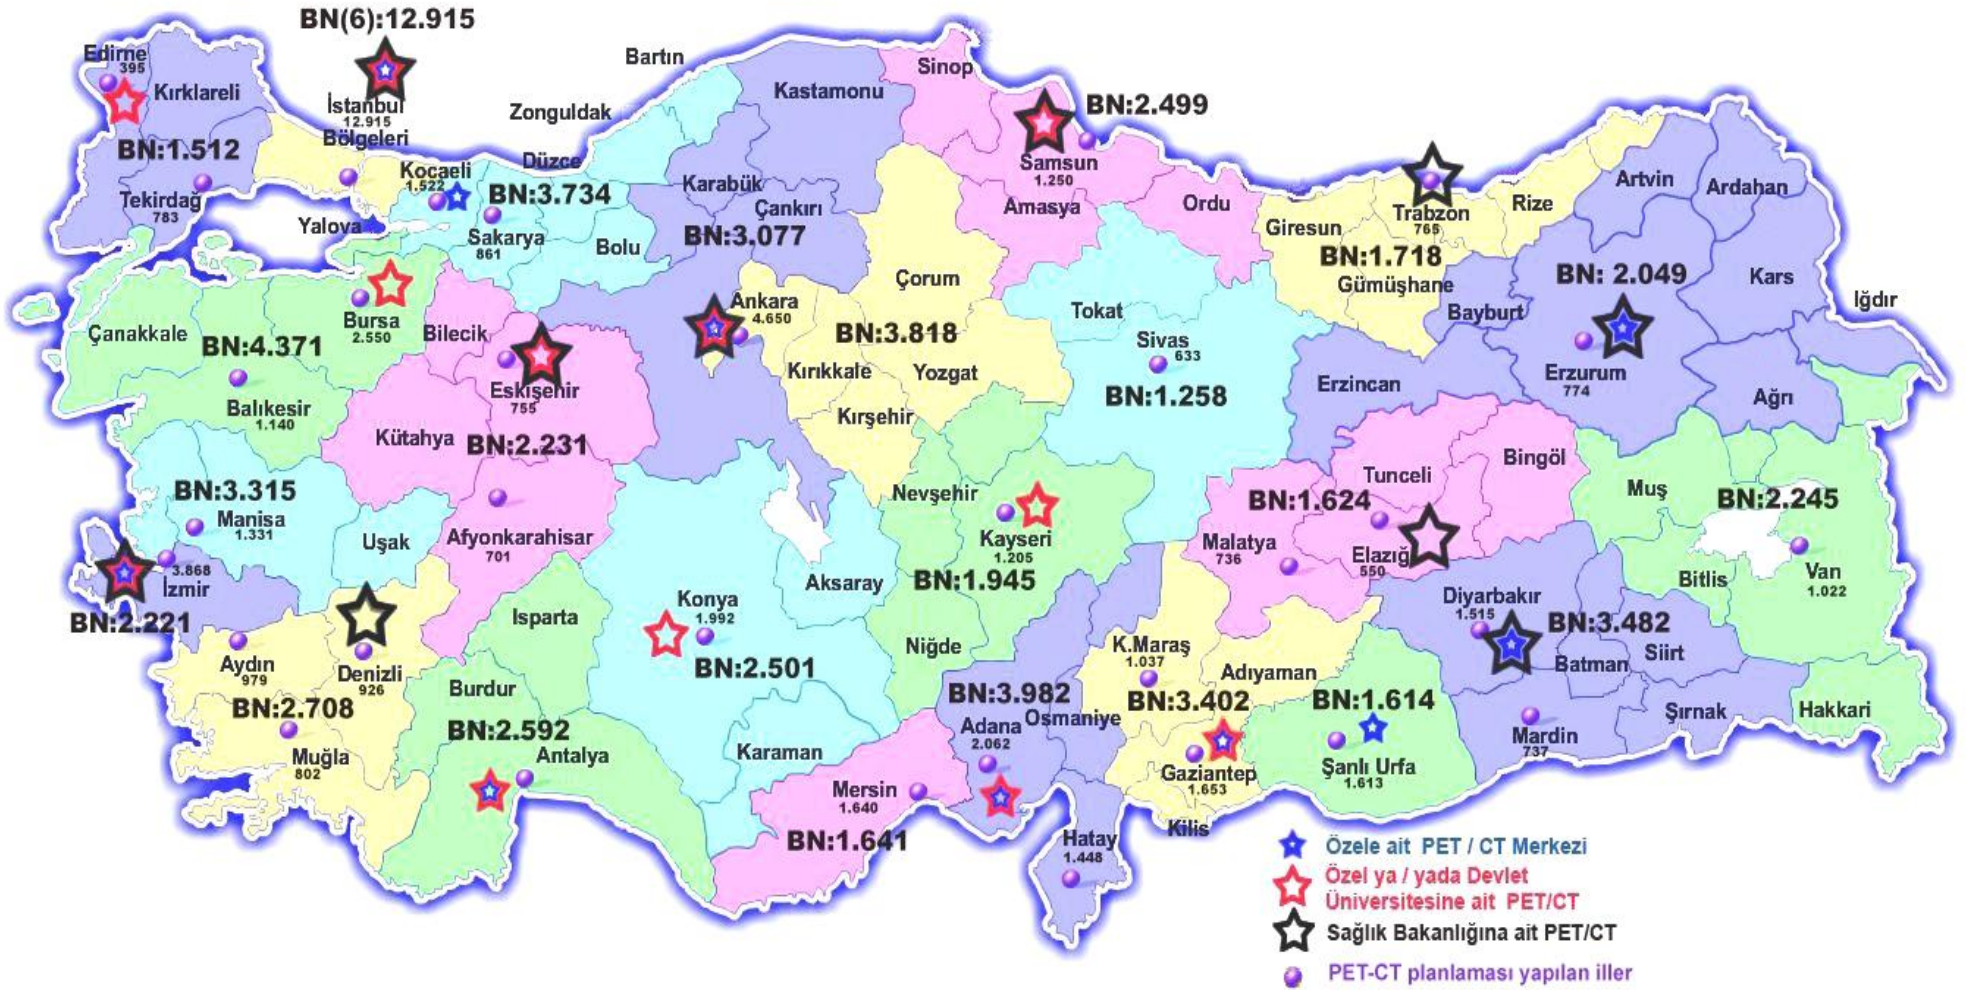 BN(6):12.915
Edirne
395
Kırklareli
İstanbul
12.915
Bölgeleri
BN:1.512
Tekirdağ
783
Kocaeli
1.522
Yalova
Bartın
Zonguldak
Düzce
BN:3.734
Sakarya
861
Bolu
Kastamonu
Karabük
Çankırı
BN:3.077
Sinop
BN:2.499
Samsun
1.250
Amasya
Ordu
Giresun
Trabzon
765
Rize
BN:1.718
Gümüşhane
Artvin
Ardahan
BN: 2.049
Kars
Iğdır
Bayburt
Erzurum
774
Erzincan
Ağrı
Çanakkale
BN:4.371
Bursa
2.550
Balıkesir
1.140
Bilecik
Eskişehir
755
Kütahya
BN:2.231
Afyonkarahisar
701
Ankara
4.650
Çorum
BN:3.818
Kırıkkale
Yozgat
Kırşehir
Tokat
Sivas
633
BN:1.258
Tunceli
Bingöl
BN:1.624
Malatya
736
Elazığ
550
Muş
BN:2.245
Bitlis
Van
1.022
BN:3.315
Manisa
1.331
Uşak
3.868
İzmir
BN:2.221
Aydın
979
Denizli
926
BN:2.708
Muğla
802
Isparta
Burdur
BN:2.592
Antalya
Konya
1.992
BN:2.501
Aksaray
Karaman
Nevşehir
Kayseri
1.205
BN:1.945
Niğde
Mersin
1.640
BN:1.641
BN:3.982
Adana
2.062
Osmaniye
Hatay
1.448
K.Maraş
1.037
Adıyaman
BN:3.402
Gaziantep
1.653
Kilis
BN:1.614
Şanlı Urfa
1.613
Diyarbakır
1.515
BN:3.482
Batman
Siirt
Mardin
737
Şırnak
Hakkari
Özele ait PET / CT Merkezi
Özel ya / yada Devlet
Üniversitesine ait PET/CT
Sağlık Bakanlığına ait PET/CT
PET-CT planlaması yapılan iller